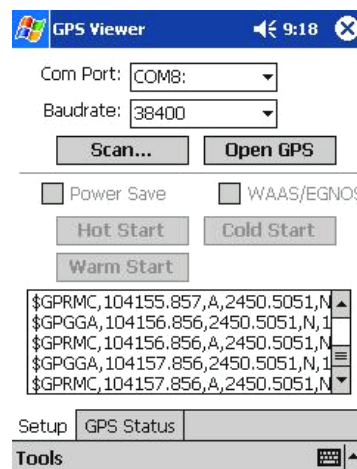 GPS Viewer 9:18
Com Port: COM8:
Baudrate: 38400
Scan... Open GPS
Power Save WAAS/EGNOS
Hot Start Cold Start
Warm Start
$GPRMC,104155.857,A,2450.5051,N
$GPGGA,104156.856,2450.5051,N,1
$GPRMC,104156.856,A,2450.5051,N
$GPGGA,104157.856,2450.5051,N,1
$GPRMC,104157.856,A,2450.5051,N
Setup GPS Status
Tools